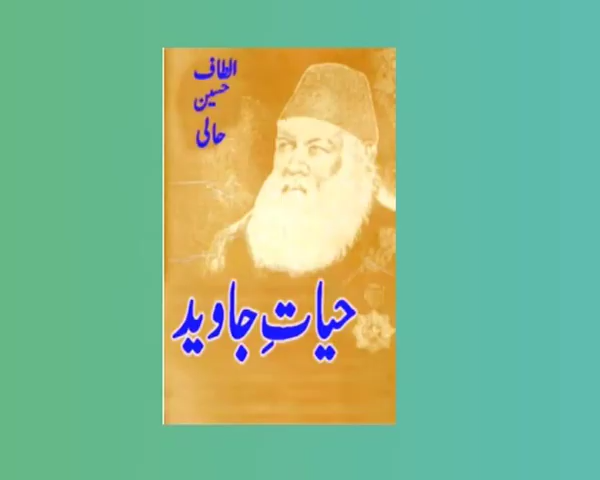 الطاف
حسین
حالی
حیاتِ جاوید